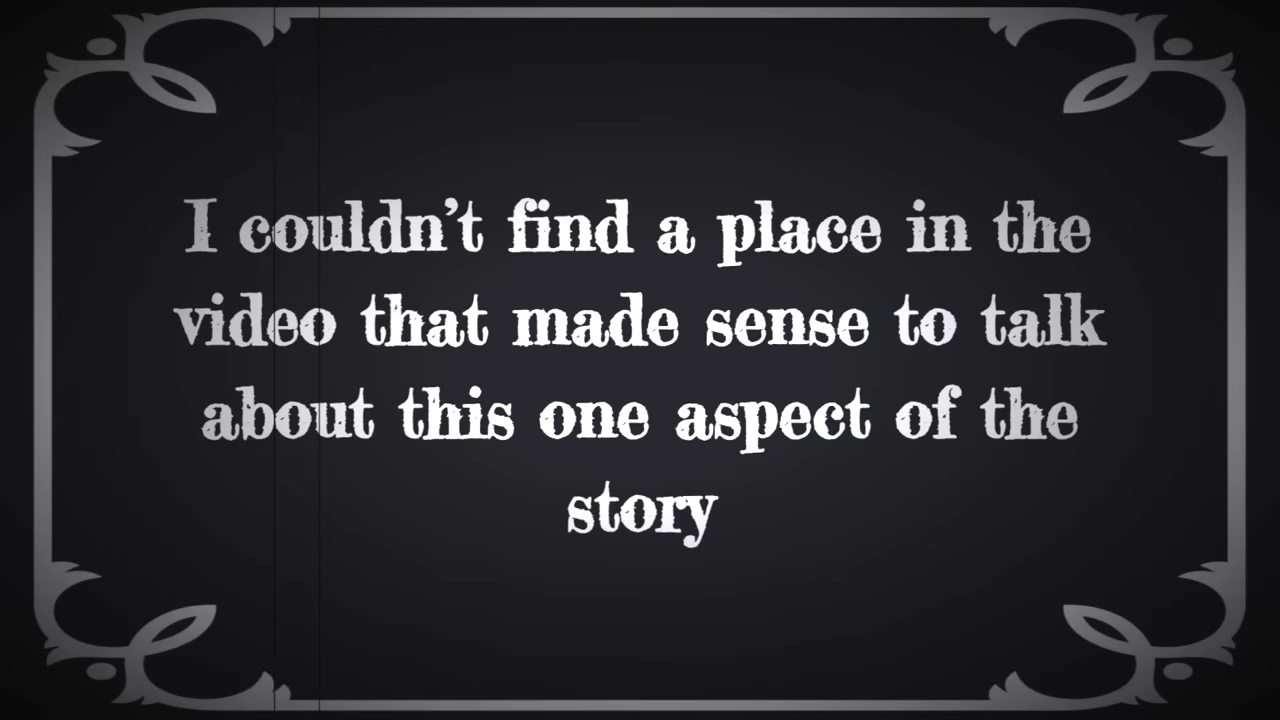 I couldn’t find a place in the
video that made sense to talk
about this one aspect of the
story